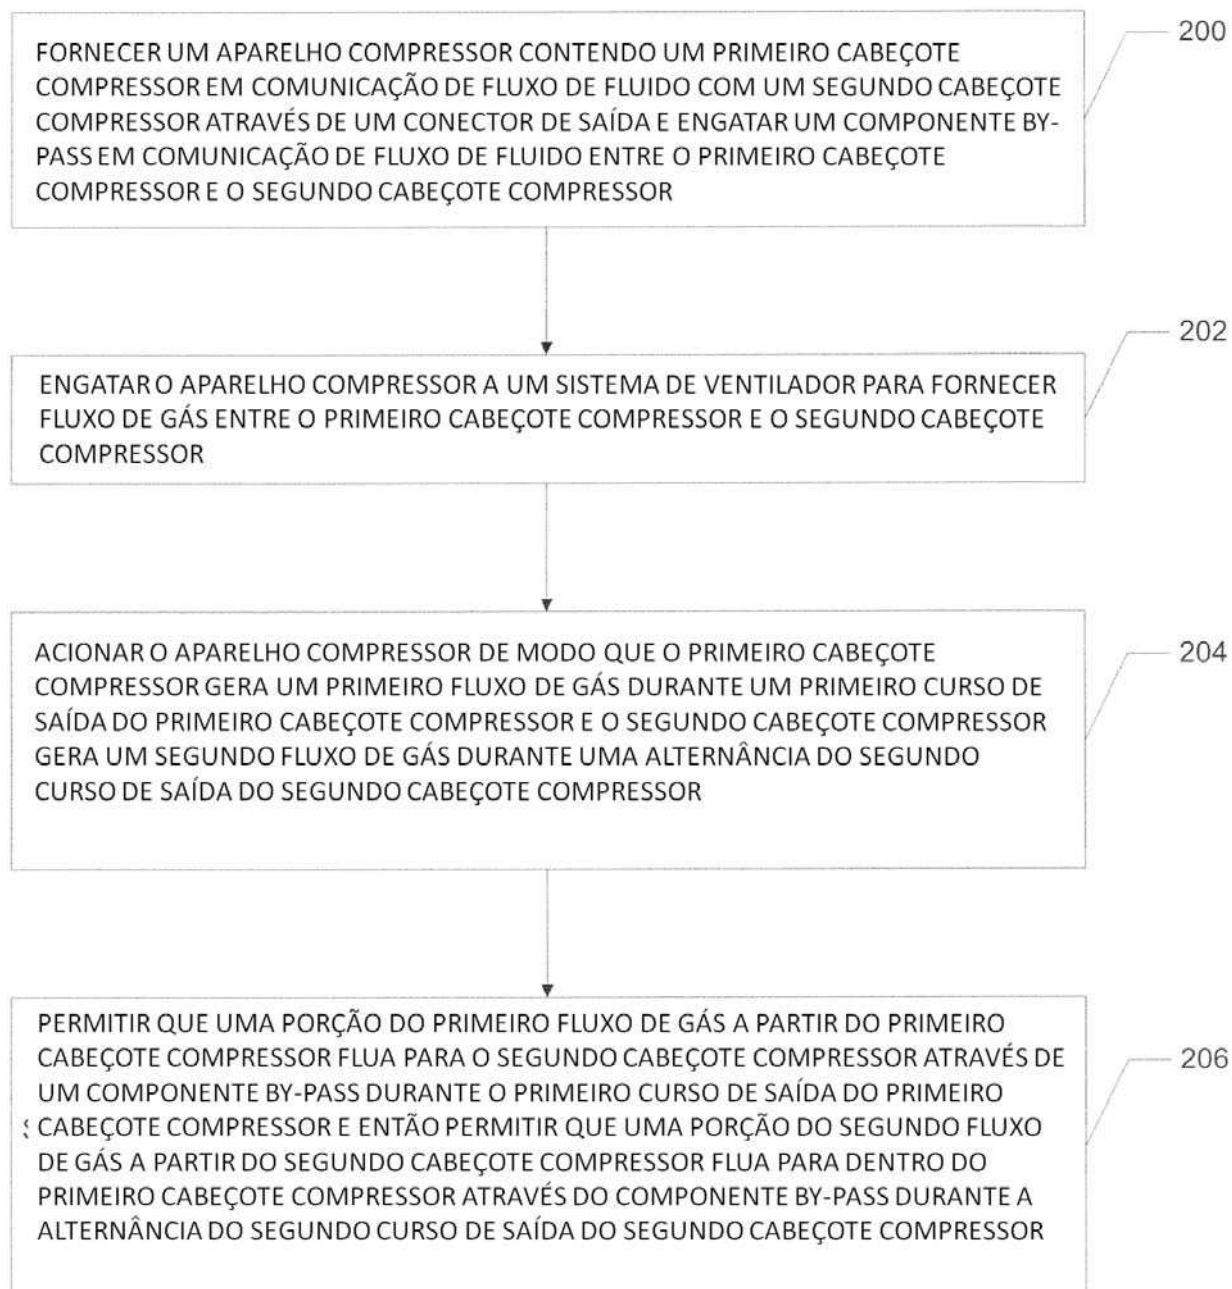 200
FORNECER UM APARELHO COMPRESSOR CONTENDO UM PRIMEIRO CABEÇOTE
COMPRESSOR EM COMUNICAÇÃO DE FLUXO DE FLUIDO COM UM SEGUNDO CABEÇOTE
COMPRESSOR ATRAVÉS DE UM CONECTOR DE SAÍDA E ENGATAR UM COMPONENTE BY-
PASS EM COMUNICAÇÃO DE FLUXO DE FLUIDO ENTRE O PRIMEIRO CABEÇOTE
COMPRESSOR E O SEGUNDO CABEÇOTE COMPRESSOR
202
ENGATAR O APARELHO COMPRESSOR A UM SISTEMA DE VENTILADOR PARA FORNECER
FLUXO DE GÁS ENTRE O PRIMEIRO CABEÇOTE COMPRESSOR E O SEGUNDO CABEÇOTE
COMPRESSOR
204
ACIONAR O APARELHO COMPRESSOR DE MODO QUE O PRIMEIRO CABEÇOTE
COMPRESSOR GERA UM PRIMEIRO FLUXO DE GÁS DURANTE UM PRIMEIRO CURSO DE
SAÍDA DO PRIMEIRO CABEÇOTE COMPRESSOR E O SEGUNDO CABEÇOTE COMPRESSOR
GERA UM SEGUNDO FLUXO DE GÁS DURANTE UMA ALTERNÂNCIA DO SEGUNDO
CURSO DE SAÍDA DO SEGUNDO CABEÇOTE COMPRESSOR
206
PERMITIR QUE UMA PORÇÃO DO PRIMEIRO FLUXO DE GÁS A PARTIR DO PRIMEIRO
CABEÇOTE COMPRESSOR FLUA PARA O SEGUNDO CABEÇOTE COMPRESSOR ATRAVÉS DE
UM COMPONENTE BY-PASS DURANTE O PRIMEIRO CURSO DE SAÍDA DO PRIMEIRO
CABEÇOTE COMPRESSOR E ENTÃO PERMITIR QUE UMA PORÇÃO DO SEGUNDO FLUXO
DE GÁS A PARTIR DO SEGUNDO CABEÇOTE COMPRESSOR FLUA PARA DENTRO DO
PRIMEIRO CABEÇOTE COMPRESSOR ATRAVÉS DO COMPONENTE BY-PASS DURANTE A
ALTERNÂNCIA DO SEGUNDO CURSO DE SAÍDA DO SEGUNDO CABEÇOTE COMPRESSOR